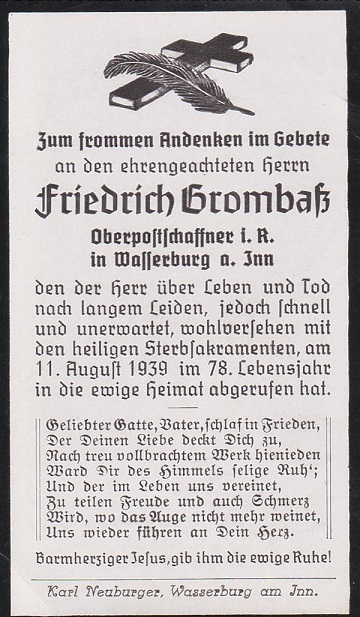 Zum frommen Andenken im Gebete
an den ehrengeachteten Herrn
Friedrich Grombaß
Oberpostschaffner i. R.
in Wasserburg a. Inn
den der Herr über Leben und Tod
nach langem Leiden, jedoch schnell
und unerwartet, wohlversehen mit
den heiligen Sterbsakramenten, am
11. August 1939 im 78. Lebensjahr
in die ewige Heimat abgerufen hat.
Geliebter Gatte, Vater, schlaf in Frieden,
Der Deinen Liebe deckt Dich zu,
Nach treu vollbrachtem Werk hienieden
Ward Dir des Himmels selige Ruh';
Und der im Leben uns vereinet,
Zu teilen Freude und auch Schmerz
Wird, wo das Auge nicht mehr weinet,
Uns wieder führen an Dein Herz.
Barmherziger Jesus, gib ihm die ewige Ruhe!
Karl Neuburger, Wasserburg am Inn.